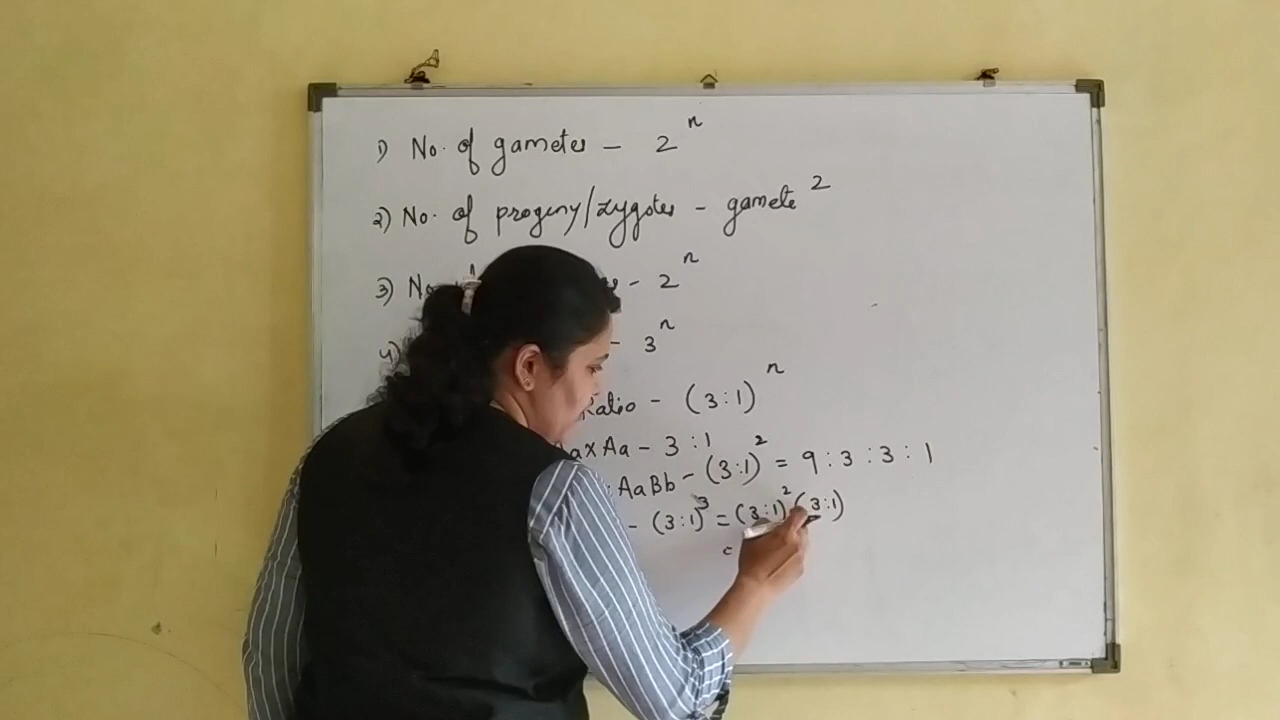 1) No. of gametes - 2^n
2) No. of progeny/zygotes - gamete^2
3) No. - 2^n
4) - 3^n
Ratio - (3:1)^n
Aa x Aa - 3:1
AaBb - (3:1)^2 = 9:3:3:1
- (3:1)^3 = (3:1)^2 (3:1)